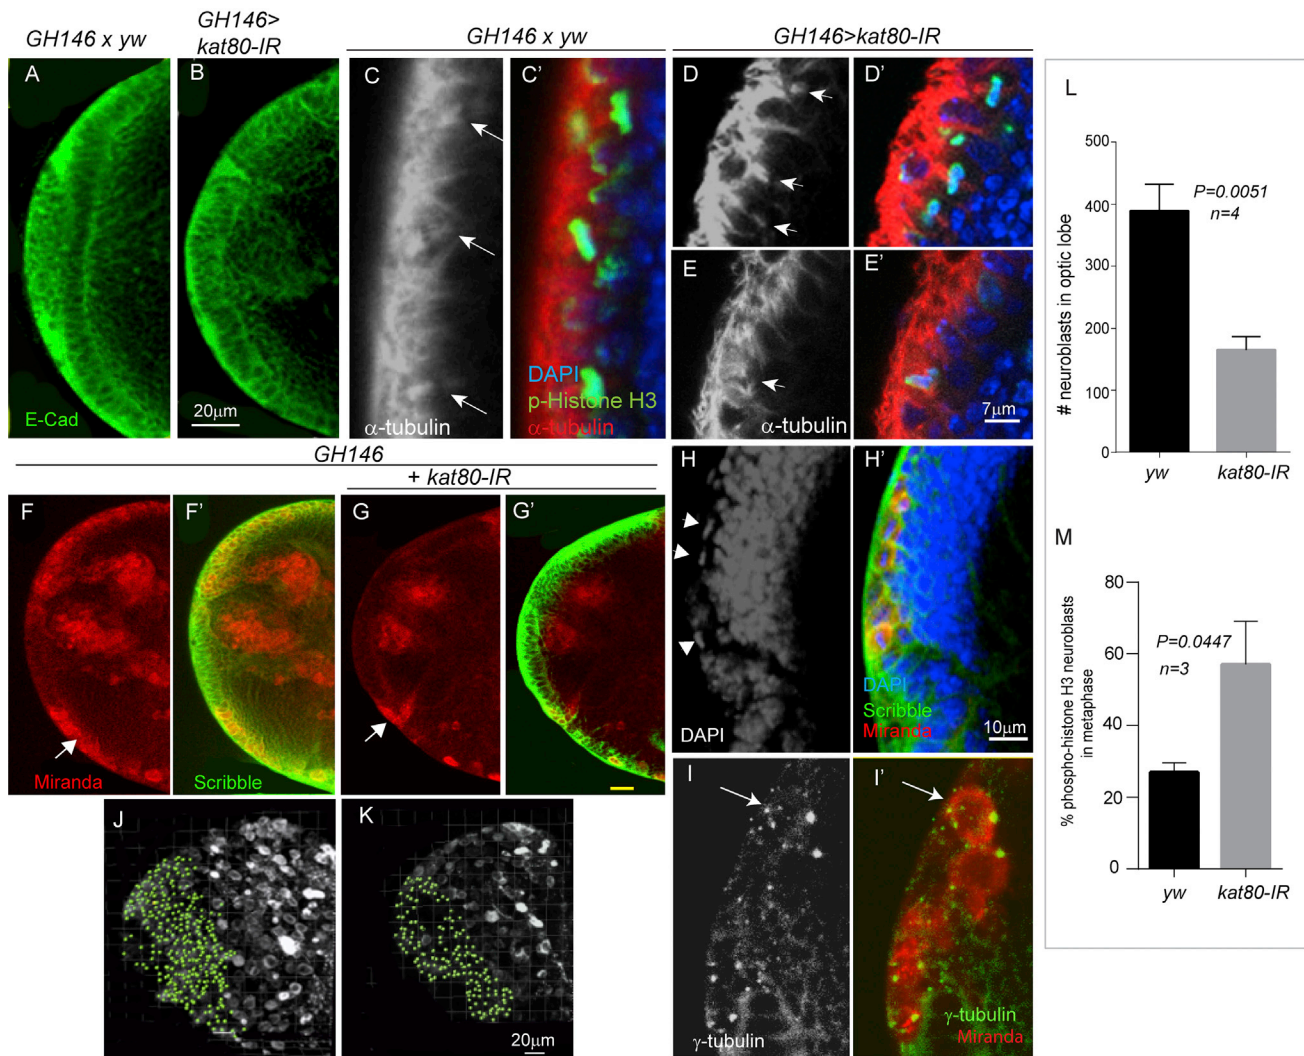 GH146 x yw
GH146>
kat80-IR
GH146 x yw
GH146>kat80-IR
A
B
C
C'
D
D'
E-Cad
20μm
α-tubulin
DAPI
p-Histone H3
α-tubulin
E
E'
α-tubulin
7μm
GH146
+ kat80-IR
F
F'
G
G'
Miranda
Scribble
H
H'
DAPI
DAPI
Scribble
Miranda
10μm
I
I'
γ-tubulin
γ-tubulin
Miranda
J
K
20μm
L
# neuroblasts in optic lobe
500
400
300
200
100
0
P=0.0051
n=4
yw
kat80-IR
M
% phospho-histone H3 neuroblasts
in metaphase
80
60
40
20
0
P=0.0447
n=3
yw
kat80-IR